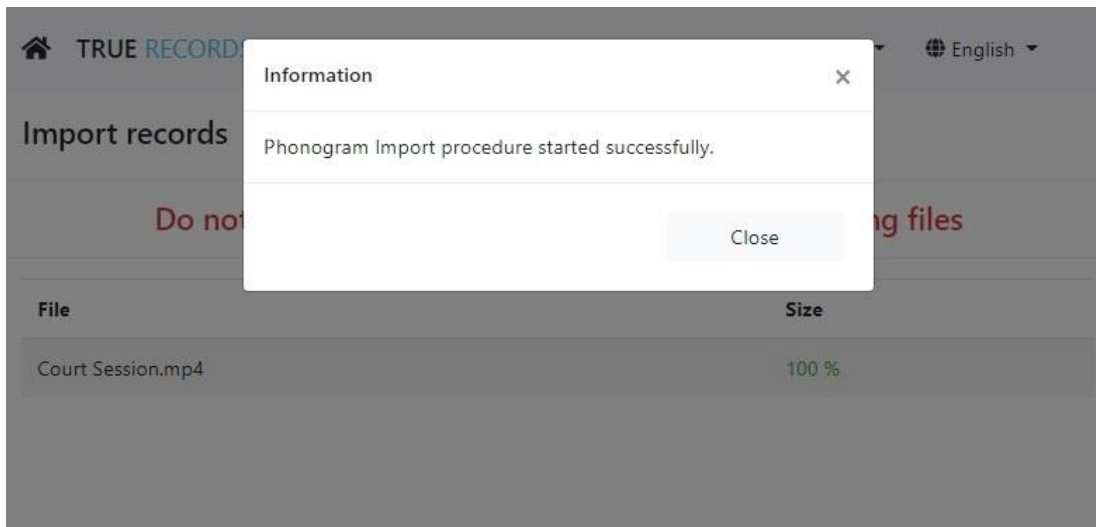 TRUE RECORD
English
Information
×
Import records
Phonogram Import procedure started successfully.
Do not
files
Close
File Size
Court Session.mp4 100 %